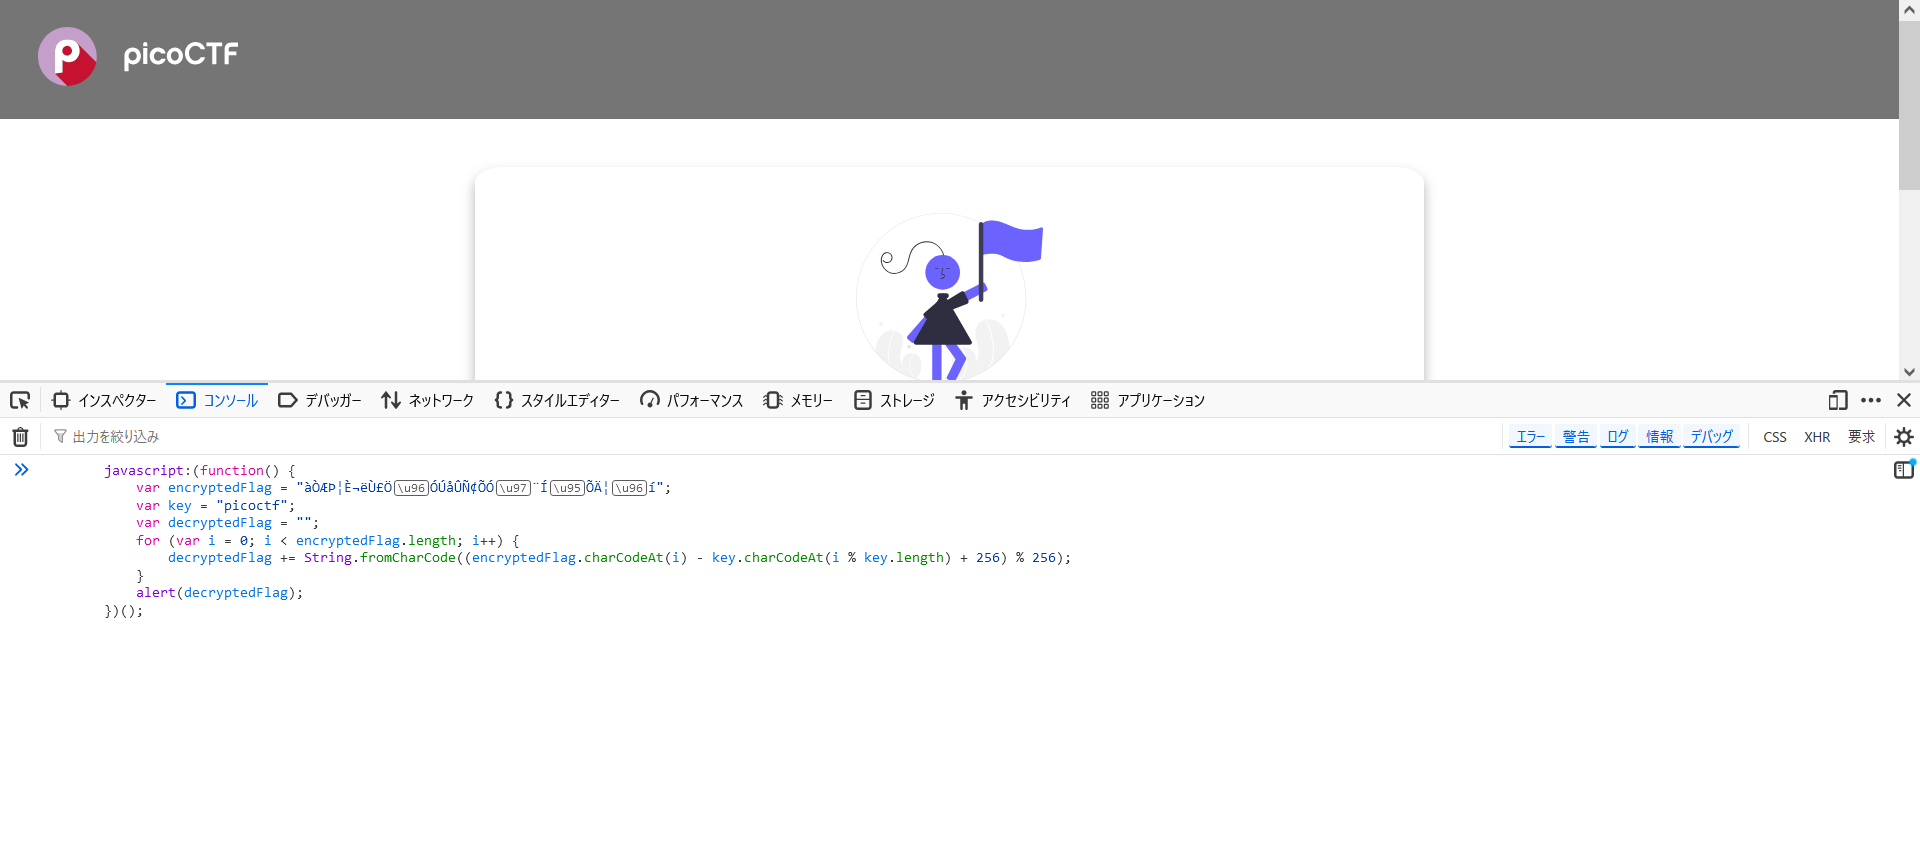 picoCTF
インスペクター コンソール デバッガー ネットワーク スタイルエディター パフォーマンス メモリー ストレージ アクセシビリティ アプリケーション
出力を絞り込み エラー 警告 ログ 情報 デバッグ CSS XHR 要求
javascript:(function() {
    var encryptedFlag = "àÒÆÞ¦È¬ëÙ£Ö\u96ÓÚåÛÑ¢ÕÓ\u97¨Í\u95ÕÄ¦\u96í";
    var key = "picoctf";
    var decryptedFlag = "";
    for (var i = 0; i < encryptedFlag.length; i++) {
        decryptedFlag += String.fromCharCode((encryptedFlag.charCodeAt(i) - key.charCodeAt(i % key.length) + 256) % 256);
    }
    alert(decryptedFlag);
})();